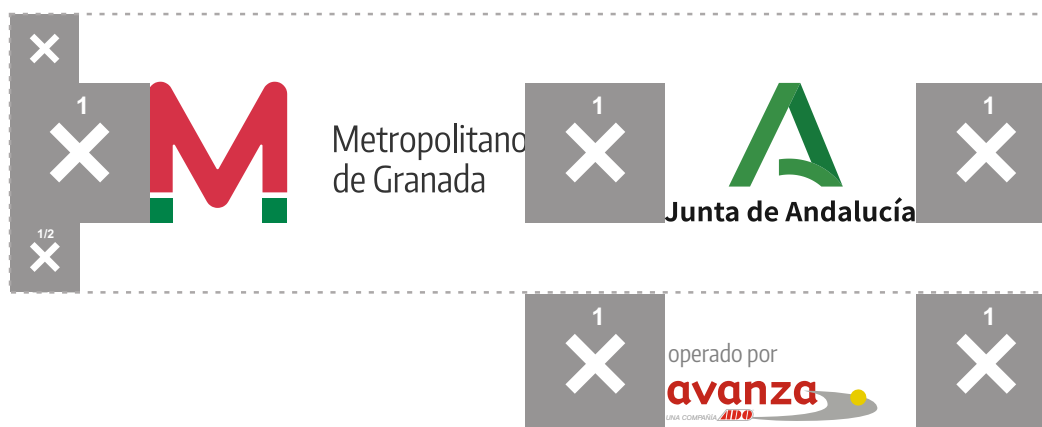 1
1
1
Metropolitano
de Granada
Junta de Andalucía
1/2
1
1
operado por
avanza
UNA COMPAÑÍA ADO